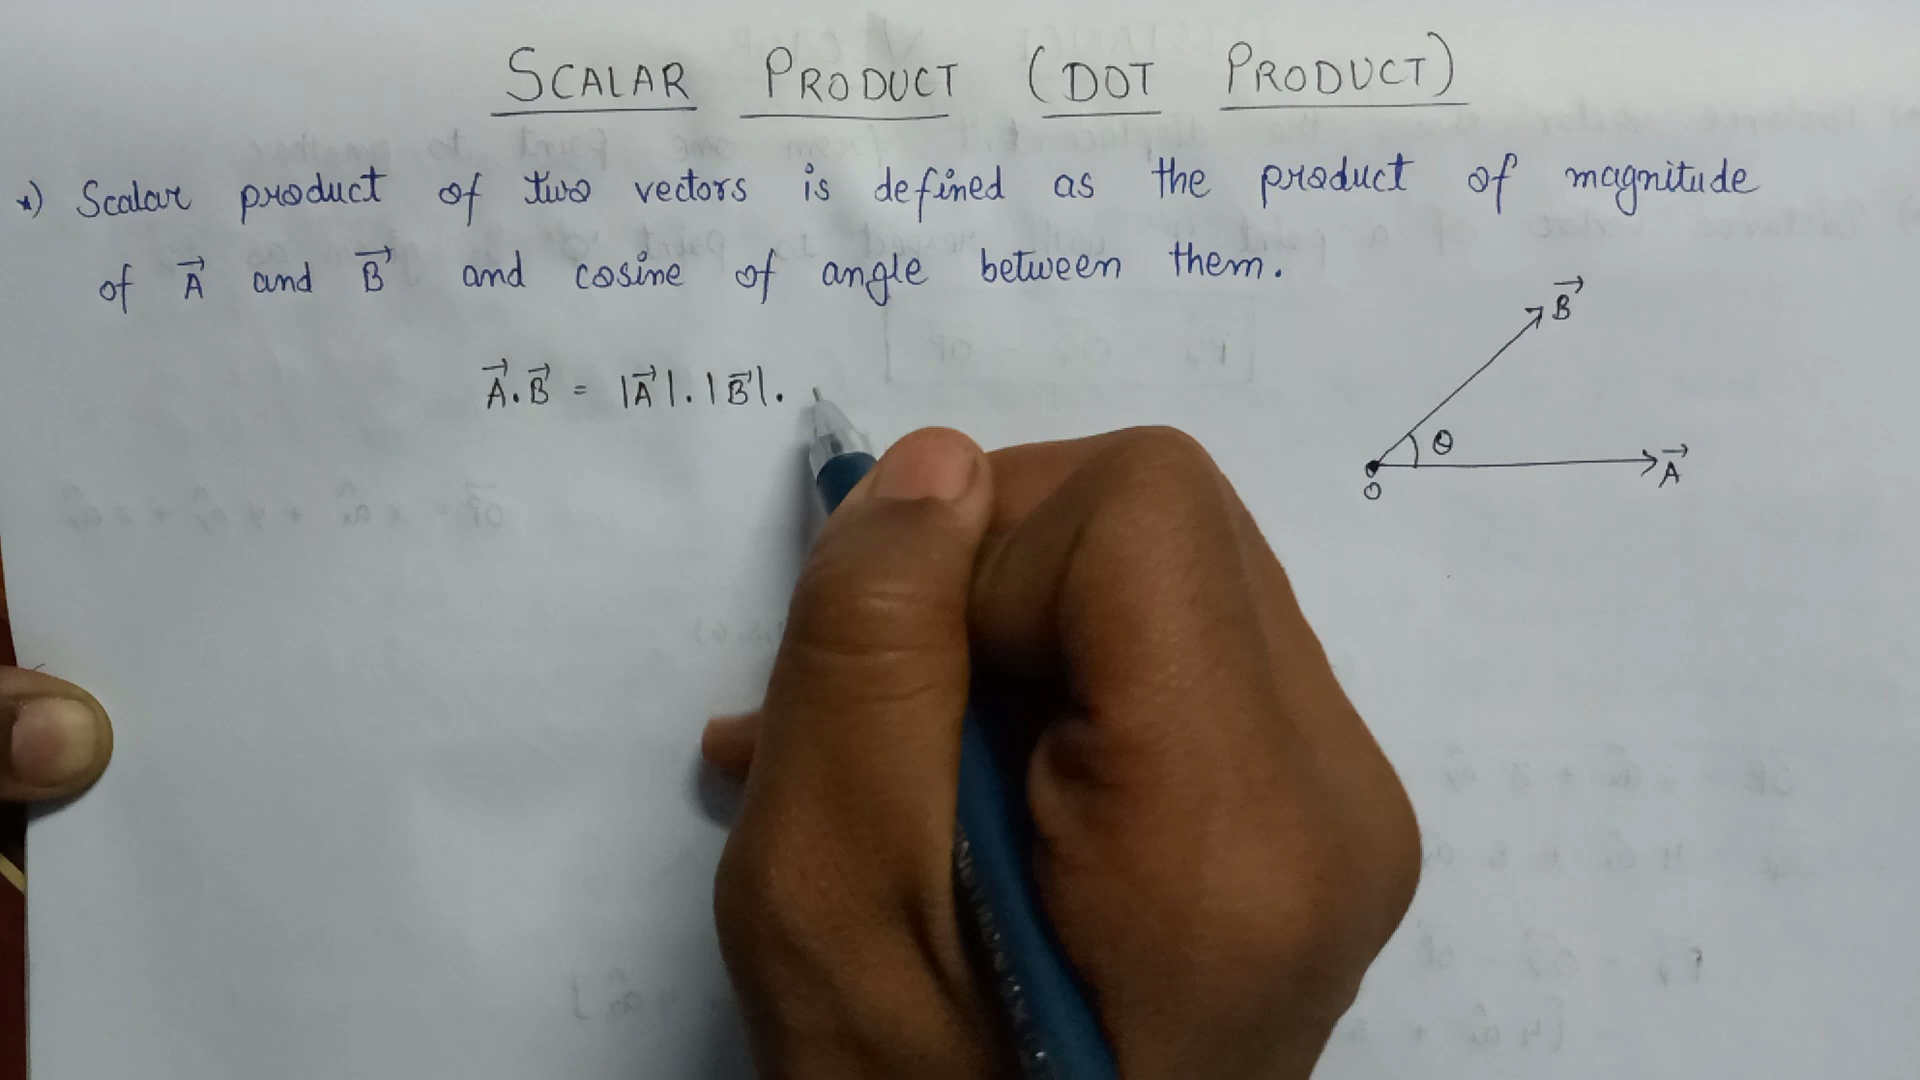 SCALAR PRODUCT (DOT PRODUCT)
*) Scalar product of two vectors is defined as the product of magnitude
of A⃗ and B⃗ and cosine of angle between them.
B⃗
A⃗.B⃗ = |A⃗|.|B⃗|.
θ
A⃗
O